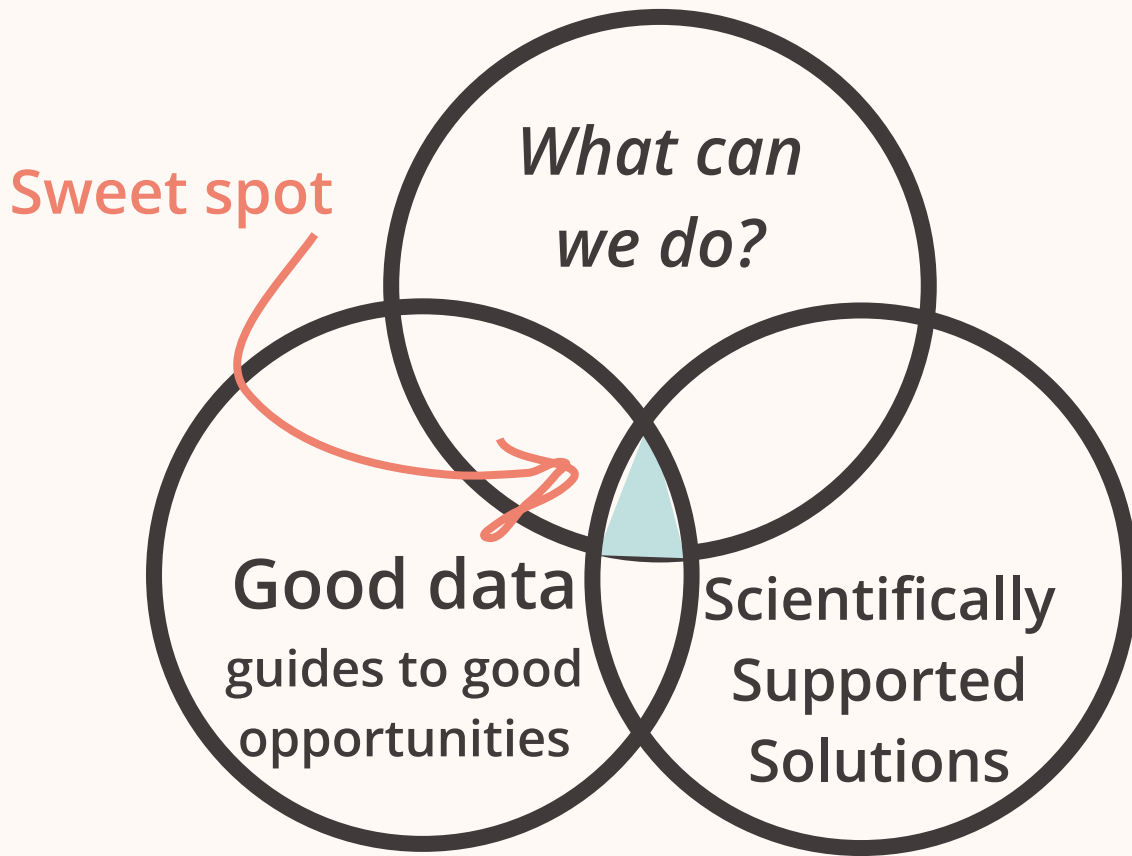 What can
we do?
Sweet spot
Good data
guides to good
opportunities
Scientifically
Supported
Solutions